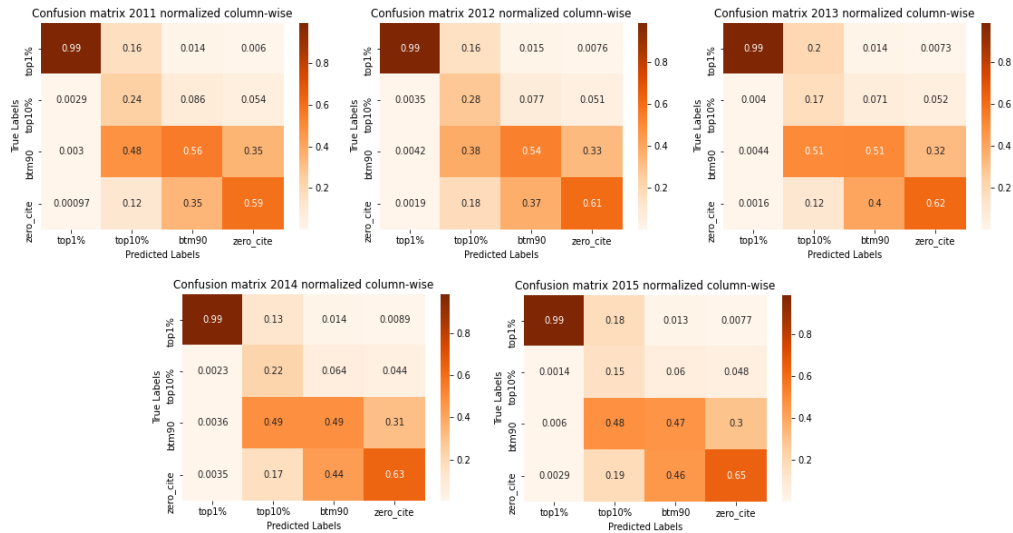 Confusion matrix 2011 normalized column-wise
True Labels
top1% 0.99 0.16 0.014 0.006
top10% 0.0029 0.24 0.086 0.054
btm90 0.003 0.48 0.56 0.35
zero_cite 0.00097 0.12 0.35 0.59
top1% top10% btm90 zero_cite
Predicted Labels
0.8
0.6
0.4
0.2
Confusion matrix 2012 normalized column-wise
True Labels
top1% 0.99 0.16 0.015 0.0076
top10% 0.0035 0.28 0.077 0.051
btm90 0.0042 0.38 0.54 0.33
zero_cite 0.0019 0.18 0.37 0.61
top1% top10% btm90 zero_cite
Predicted Labels
0.8
0.6
0.4
0.2
Confusion matrix 2013 normalized column-wise
True Labels
top1% 0.99 0.2 0.014 0.0073
top10% 0.004 0.17 0.071 0.052
btm90 0.0044 0.51 0.51 0.32
zero_cite 0.0016 0.12 0.4 0.62
top1% top10% btm90 zero_cite
Predicted Labels
0.8
0.6
0.4
0.2
Confusion matrix 2014 normalized column-wise
True Labels
top1% 0.99 0.13 0.014 0.0089
top10% 0.0023 0.22 0.064 0.044
btm90 0.0036 0.49 0.49 0.31
zero_cite 0.0035 0.17 0.44 0.63
top1% top10% btm90 zero_cite
Predicted Labels
0.8
0.6
0.4
0.2
Confusion matrix 2015 normalized column-wise
True Labels
top1% 0.99 0.18 0.013 0.0077
top10% 0.0014 0.15 0.06 0.048
btm90 0.006 0.48 0.47 0.3
zero_cite 0.0029 0.19 0.46 0.65
top1% top10% btm90 zero_cite
Predicted Labels
0.8
0.6
0.4
0.2